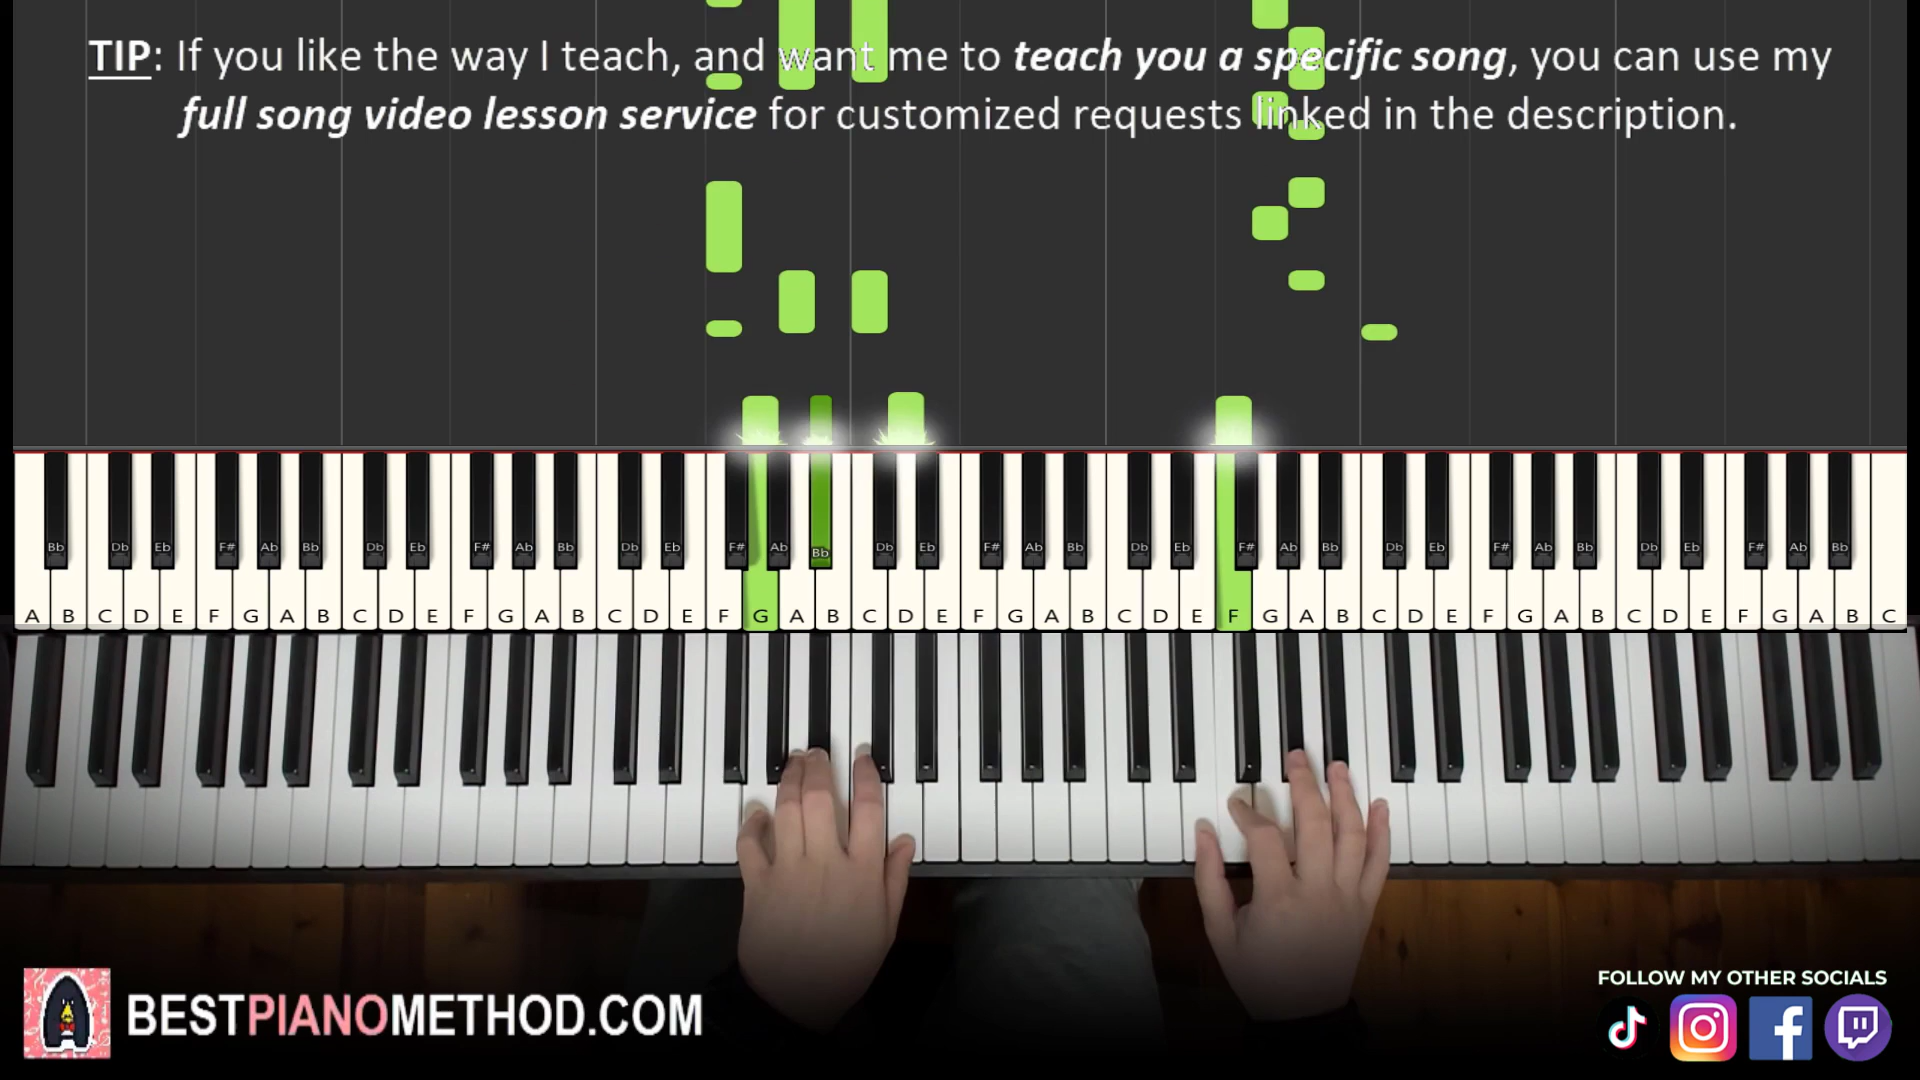 TIP: If you like the way I teach, and want me to teach you a specific song, you can use my
full song video lesson service for customized requests linked in the description.
Bb Db Eb F# Ab Bb Db Eb F# Ab Bb Db Eb F# Ab Bb Db Eb F# Ab Bb Db Eb F# Ab Bb Db Eb F# Ab Bb Db Eb F# Ab Bb
A B C D E F G A B C D E F G A B C D E F G A B C D E F G A B C D E F G A B C D E F G A B C D E F G A B C
FOLLOW MY OTHER SOCIALS
BESTPIANOMETHOD.COM